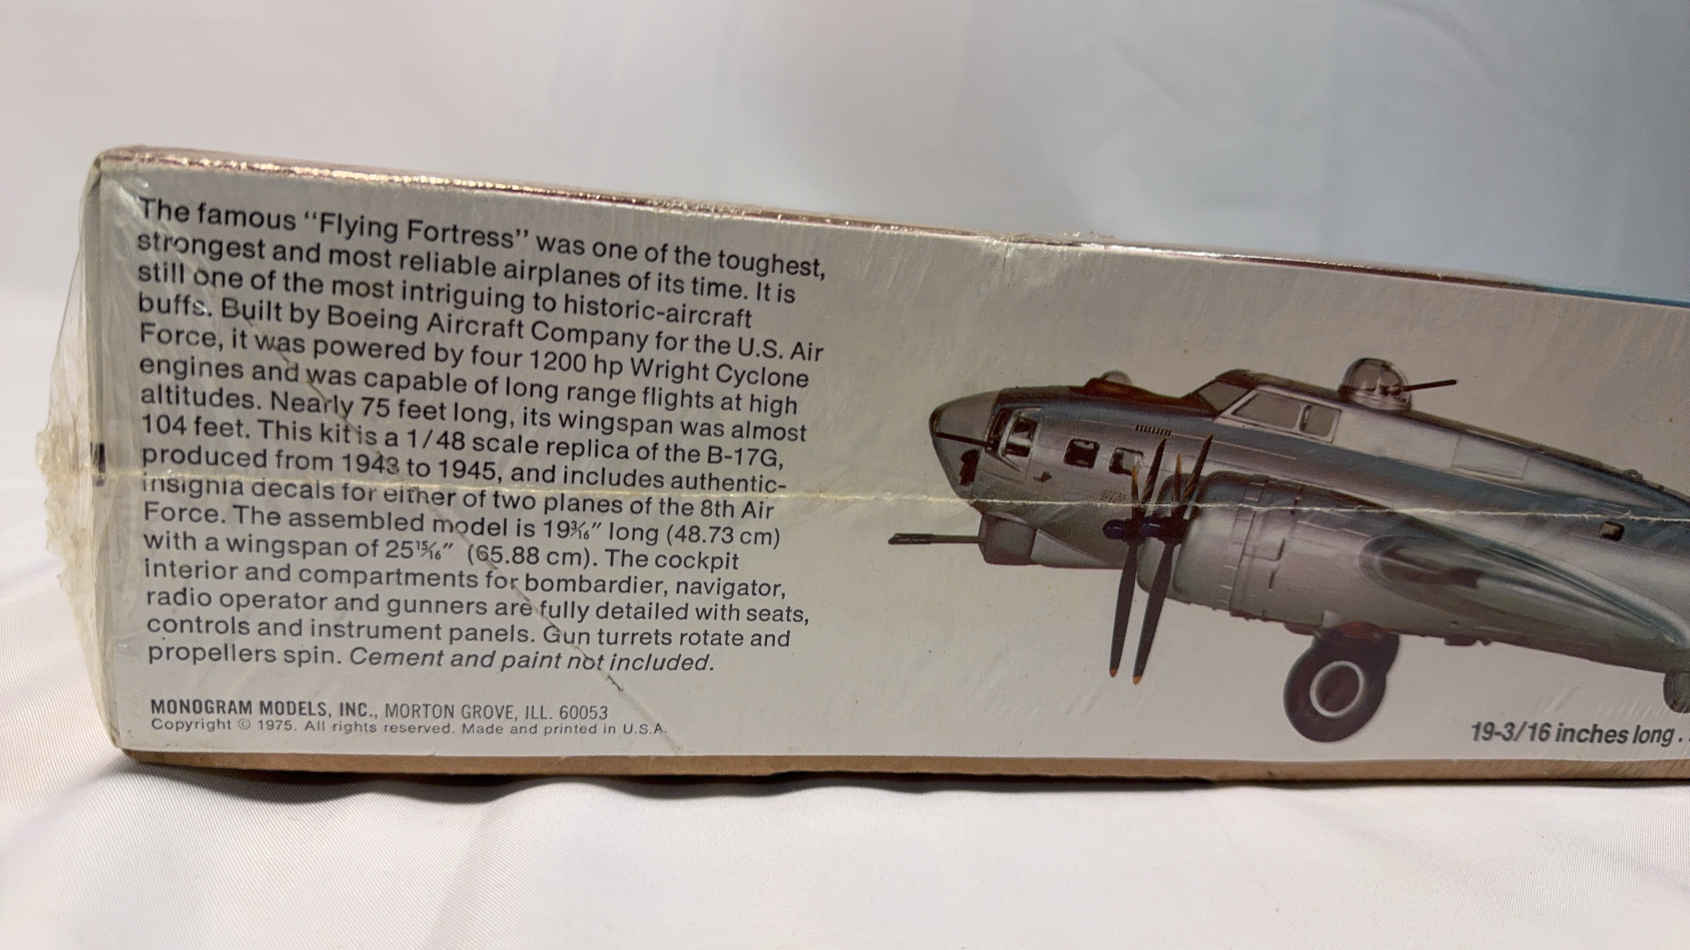 The famous "Flying Fortress" was one of the toughest,
strongest and most reliable airplanes of its time. It is
still one of the most intriguing to historic-aircraft
buffs. Built by Boeing Aircraft Company for the U.S. Air
Force, it was powered by four 1200 hp Wright Cyclone
engines and was capable of long range flights at high
altitudes. Nearly 75 feet long, its wingspan was almost
104 feet. This kit is a 1/48 scale replica of the B-17G,
produced from 1943 to 1945, and includes authentic-
insignia decals for either of two planes of the 8th Air
Force. The assembled model is 19 3/16" long (48.73 cm)
with a wingspan of 25 15/16" (65.88 cm). The cockpit
interior and compartments for bombardier, navigator,
radio operator and gunners are fully detailed with seats,
controls and instrument panels. Gun turrets rotate and
propellers spin. Cement and paint not included.
MONOGRAM MODELS, INC., MORTON GROVE, ILL. 60053
Copyright © 1975. All rights reserved. Made and printed in U.S.A.
19-3/16 inches long . .